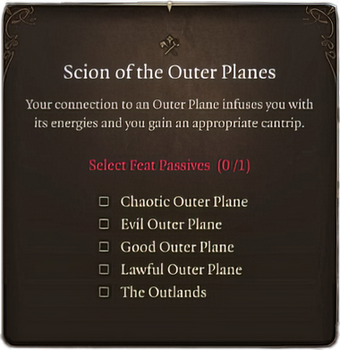 Scion of the Outer Planes
Your connection to an Outer Plane infuses you with
its energies and you gain an appropriate cantrip.
Select Feat Passives (0/1)
Chaotic Outer Plane
Evil Outer Plane
Good Outer Plane
Lawful Outer Plane
The Outlands